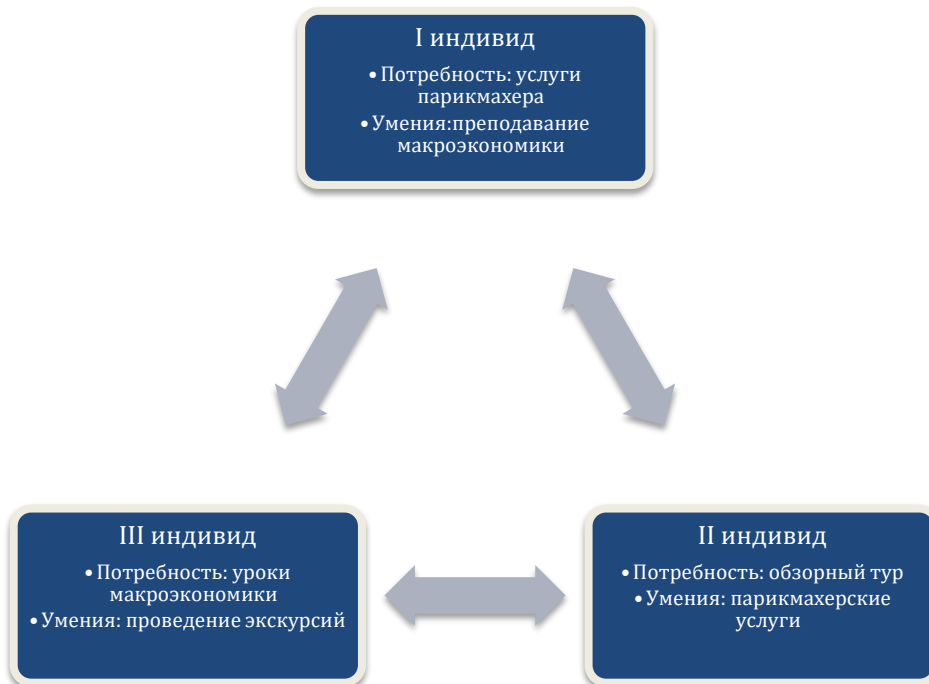 I индивид
• Потребность: услуги
парикмахера
• Умения:преподавание
макроэкономики
III индивид
• Потребность: уроки
макроэкономики
• Умения: проведение экскурсий
II индивид
• Потребность: обзорный тур
• Умения: парикмахерские
услуги